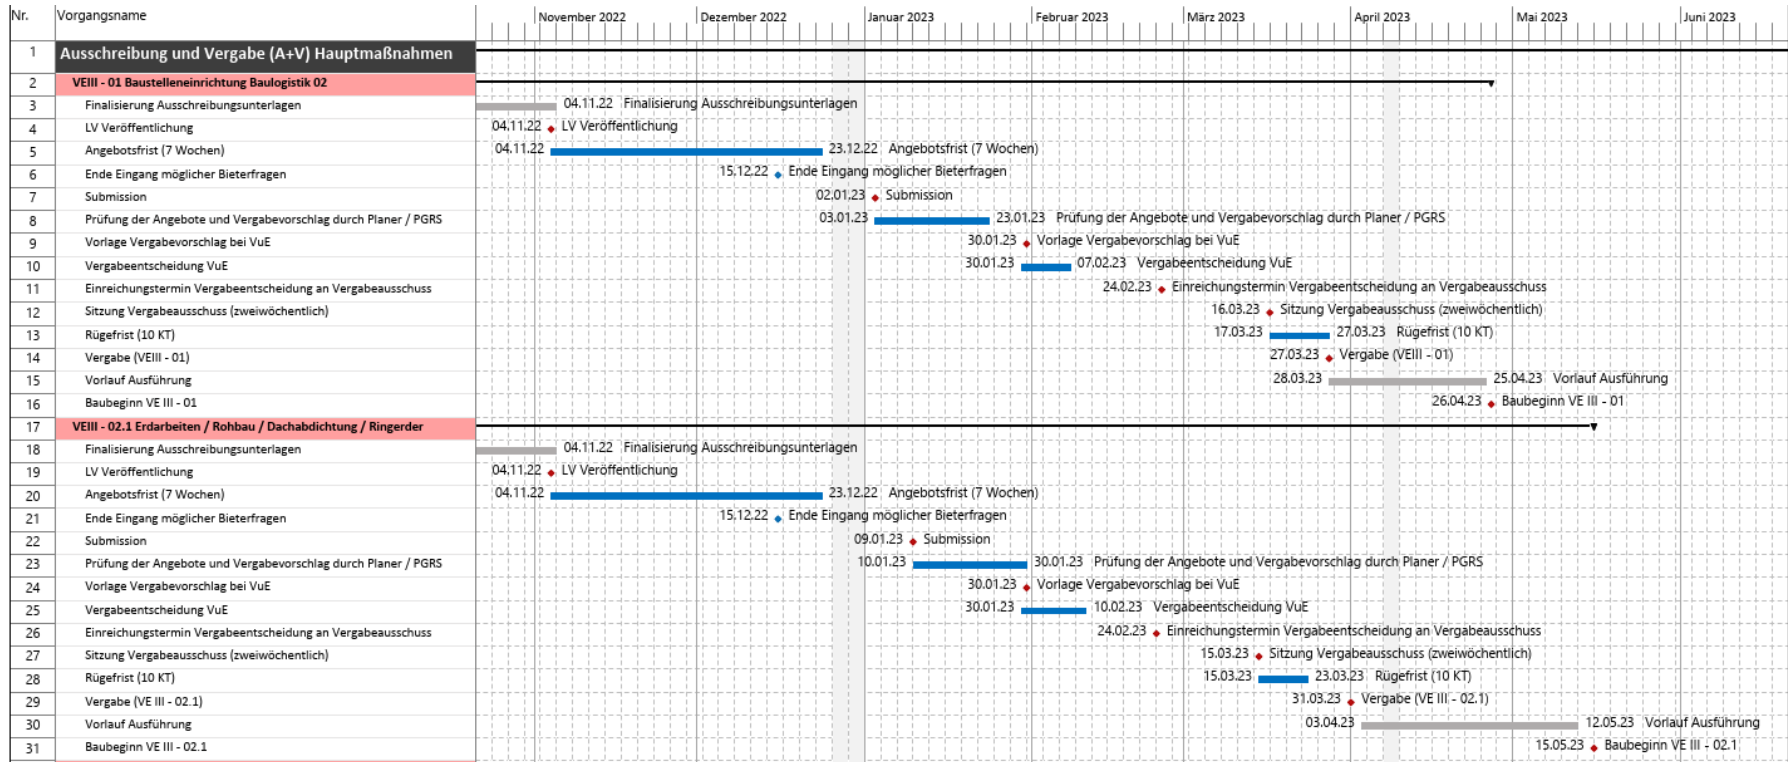 Nr. Vorgangsname November 2022 Dezember 2022 Januar 2023 Februar 2023 März 2023 April 2023 Mai 2023 Juni 2023
1 Ausschreibung und Vergabe (A+V) Hauptmaßnahmen
2 VEIII - 01 Baustelleneinrichtung Baulogistik 02
3 Finalisierung Ausschreibungsunterlagen 04.11.22 Finalisierung Ausschreibungsunterlagen
4 LV Veröffentlichung 04.11.22 LV Veröffentlichung
5 Angebotsfrist (7 Wochen) 04.11.22 23.12.22 Angebotsfrist (7 Wochen)
6 Ende Eingang möglicher Bieterfragen 15.12.22 Ende Eingang möglicher Bieterfragen
7 Submission 02.01.23 Submission
8 Prüfung der Angebote und Vergabevorschlag durch Planer / PGRS 03.01.23 23.01.23 Prüfung der Angebote und Vergabevorschlag durch Planer / PGRS
9 Vorlage Vergabevorschlag bei VuE 30.01.23 Vorlage Vergabevorschlag bei VuE
10 Vergabeentscheidung VuE 30.01.23 07.02.23 Vergabeentscheidung VuE
11 Einreichungstermin Vergabeentscheidung an Vergabeausschuss 24.02.23 Einreichungstermin Vergabeentscheidung an Vergabeausschuss
12 Sitzung Vergabeausschuss (zweiwöchentlich) 16.03.23 Sitzung Vergabeausschuss (zweiwöchentlich)
13 Rügefrist (10 KT) 17.03.23 27.03.23 Rügefrist (10 KT)
14 Vergabe (VEIII - 01) 27.03.23 Vergabe (VEIII - 01)
15 Vorlauf Ausführung 28.03.23 25.04.23 Vorlauf Ausführung
16 Baubeginn VE III - 01 26.04.23 Baubeginn VE III - 01
17 VEIII - 02.1 Erdarbeiten / Rohbau / Dachabdichtung / Ringerder
18 Finalisierung Ausschreibungsunterlagen 04.11.22 Finalisierung Ausschreibungsunterlagen
19 LV Veröffentlichung 04.11.22 LV Veröffentlichung
20 Angebotsfrist (7 Wochen) 04.11.22 23.12.22 Angebotsfrist (7 Wochen)
21 Ende Eingang möglicher Bieterfragen 15.12.22 Ende Eingang möglicher Bieterfragen
22 Submission 09.01.23 Submission
23 Prüfung der Angebote und Vergabevorschlag durch Planer / PGRS 10.01.23 30.01.23 Prüfung der Angebote und Vergabevorschlag durch Planer / PGRS
24 Vorlage Vergabevorschlag bei VuE 30.01.23 Vorlage Vergabevorschlag bei VuE
25 Vergabeentscheidung VuE 30.01.23 10.02.23 Vergabeentscheidung VuE
26 Einreichungstermin Vergabeentscheidung an Vergabeausschuss 24.02.23 Einreichungstermin Vergabeentscheidung an Vergabeausschuss
27 Sitzung Vergabeausschuss (zweiwöchentlich) 15.03.23 Sitzung Vergabeausschuss (zweiwöchentlich)
28 Rügefrist (10 KT) 15.03.23 23.03.23 Rügefrist (10 KT)
29 Vergabe (VE III - 02.1) 31.03.23 Vergabe (VE III - 02.1)
30 Vorlauf Ausführung 03.04.23 12.05.23 Vorlauf Ausführung
31 Baubeginn VE III - 02.1 15.05.23 Baubeginn VE III - 02.1